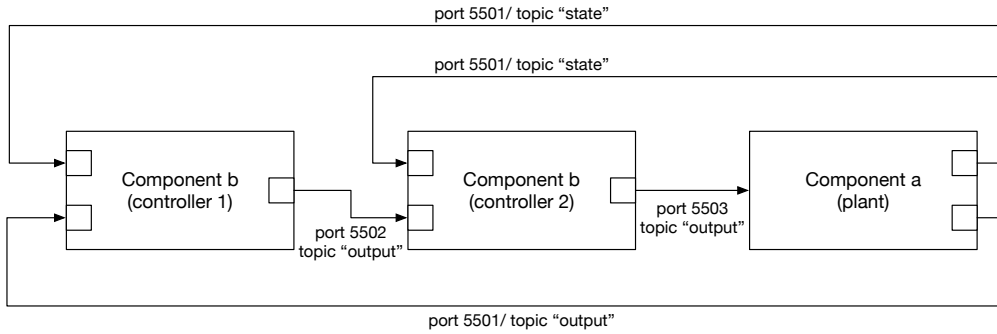 port 5501/ topic “state”
port 5501/ topic “state”
Component b
(controller 1)
port 5502
topic “output”
Component b
(controller 2)
port 5503
topic “output”
Component a
(plant)
port 5501/ topic “output”